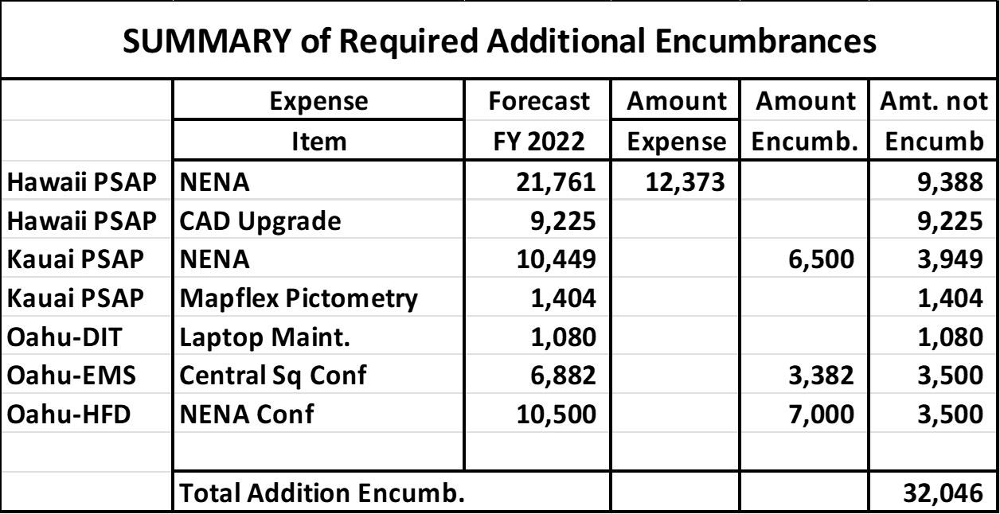 SUMMARY of Required Additional Encumbrances
Expense Forecast Amount Amount Amt. not
Item FY 2022 Expense Encumb. Encumb
Hawaii PSAP NENA 21,761 12,373 9,388
Hawaii PSAP CAD Upgrade 9,225 9,225
Kauai PSAP NENA 10,449 6,500 3,949
Kauai PSAP Mapflex Pictometry 1,404 1,404
Oahu-DIT Laptop Maint. 1,080 1,080
Oahu-EMS Central Sq Conf 6,882 3,382 3,500
Oahu-HFD NENA Conf 10,500 7,000 3,500
Total Addition Encumb. 32,046